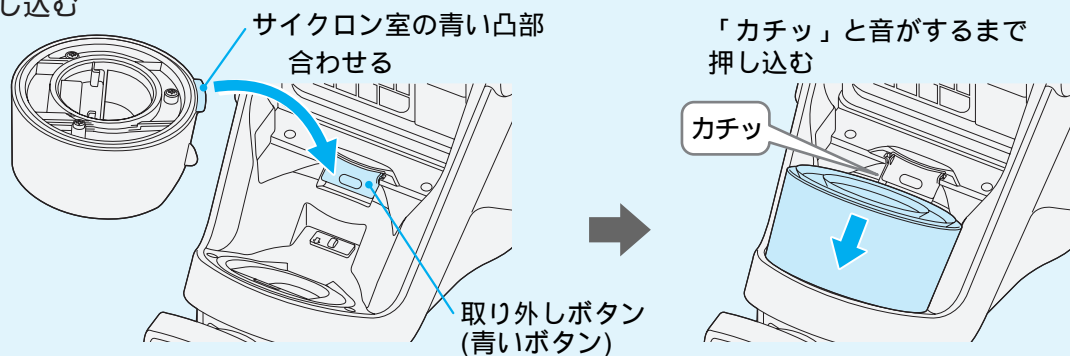 し込む
サイクロン室の青い凸部
合わせる
取り外しボタン
(青いボタン)
「カチッ」と音がするまで
押し込む
カチッ